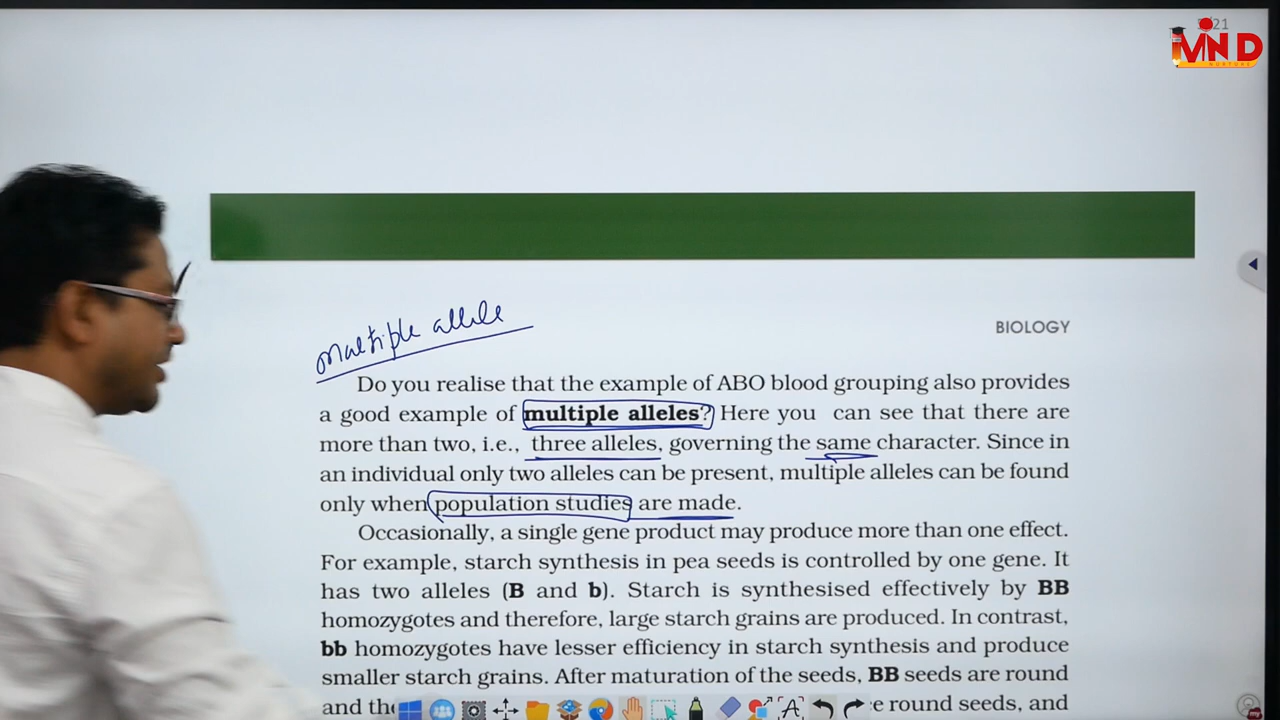 21
MIND
NURTURE
multiple allele
BIOLOGY
Do you realise that the example of ABO blood grouping also provides
a good example of multiple alleles? Here you can see that there are
more than two, i.e., three alleles, governing the same character. Since in
an individual only two alleles can be present, multiple alleles can be found
only when population studies are made.
Occasionally, a single gene product may produce more than one effect.
For example, starch synthesis in pea seeds is controlled by one gene. It
has two alleles (B and b). Starch is synthesised effectively by BB
homozygotes and therefore, large starch grains are produced. In contrast,
bb homozygotes have lesser efficiency in starch synthesis and produce
smaller starch grains. After maturation of the seeds, BB seeds are round
and the round seeds, and